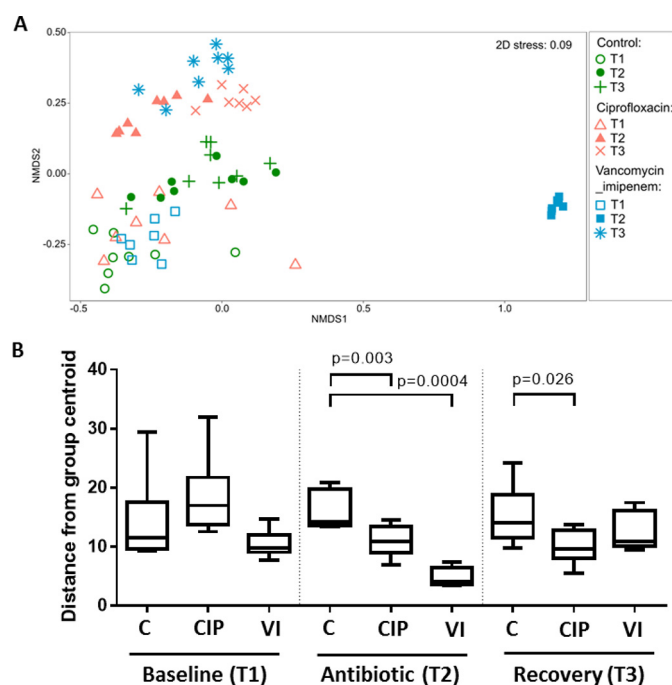 A
0.50
0.25
0.00
-0.25
NMDS2
-0.5
0.0
0.5
1.0
NMDS1
2D stress: 0.09
Control:
T1
T2
T3
Ciprofloxacin:
T1
T2
T3
Vancomycin
_imipenem:
T1
T2
T3
B
Distance from group centroid
40
30
20
10
0
p=0.003
p=0.0004
p=0.026
C CIP VI C CIP VI C CIP VI
Baseline (T1) Antibiotic (T2) Recovery (T3)